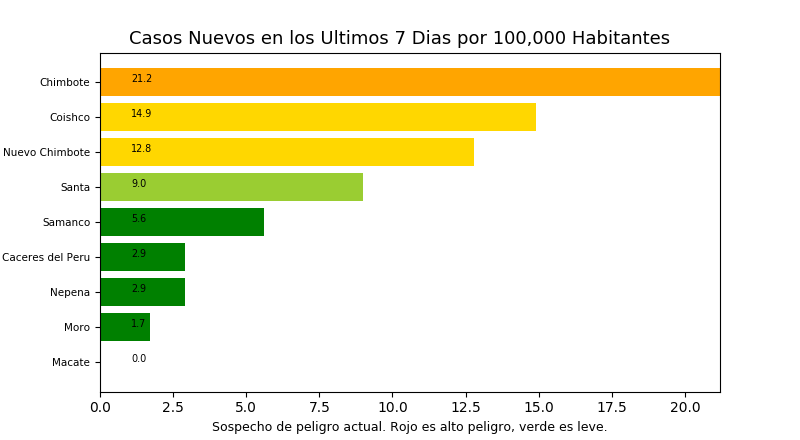 Casos Nuevos en los Ultimos 7 Dias por 100,000 Habitantes
Chimbote 21.2
Coishco 14.9
Nuevo Chimbote 12.8
Santa 9.0
Samanco 5.6
Caceres del Peru 2.9
Nepena 2.9
Moro 1.7
Macate 0.0
0.0 2.5 5.0 7.5 10.0 12.5 15.0 17.5 20.0
Sospecho de peligro actual. Rojo es alto peligro, verde es leve.